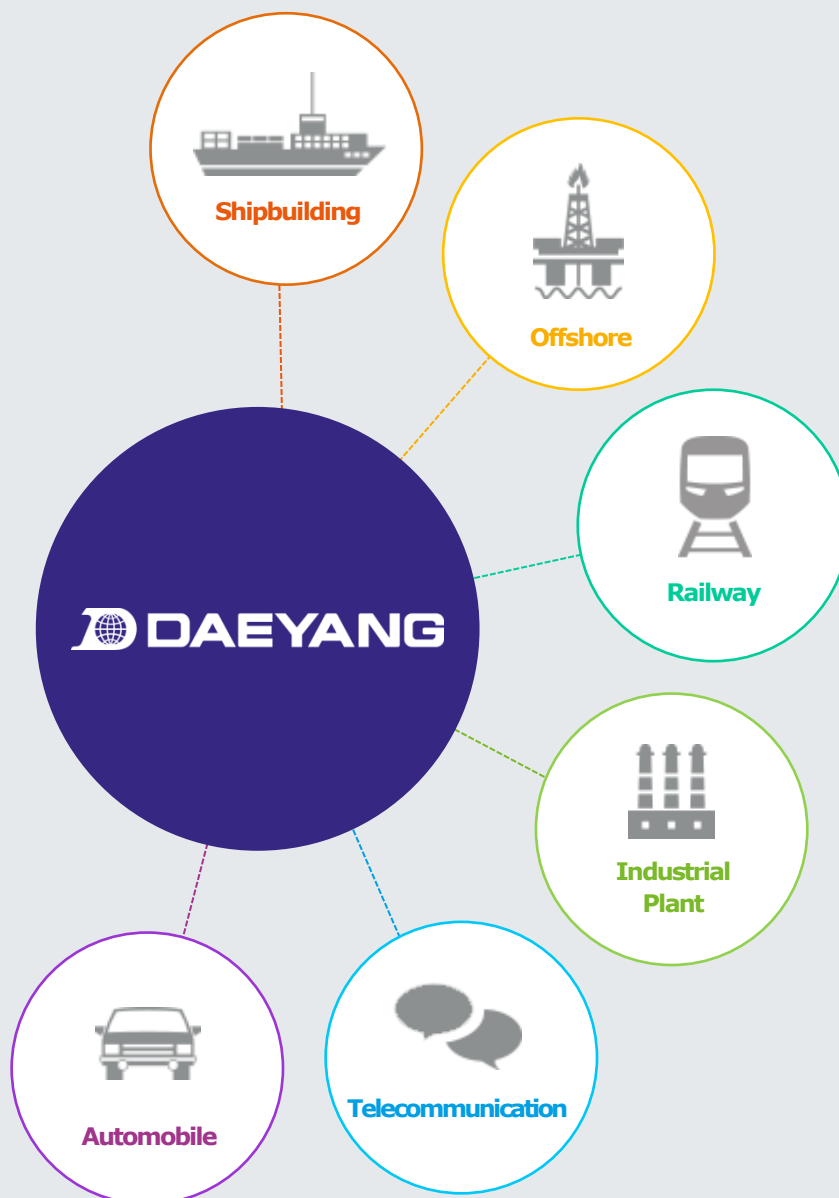 Shipbuilding
Offshore
Railway
DAEYANG
Industrial
Plant
Telecommunication
Automobile